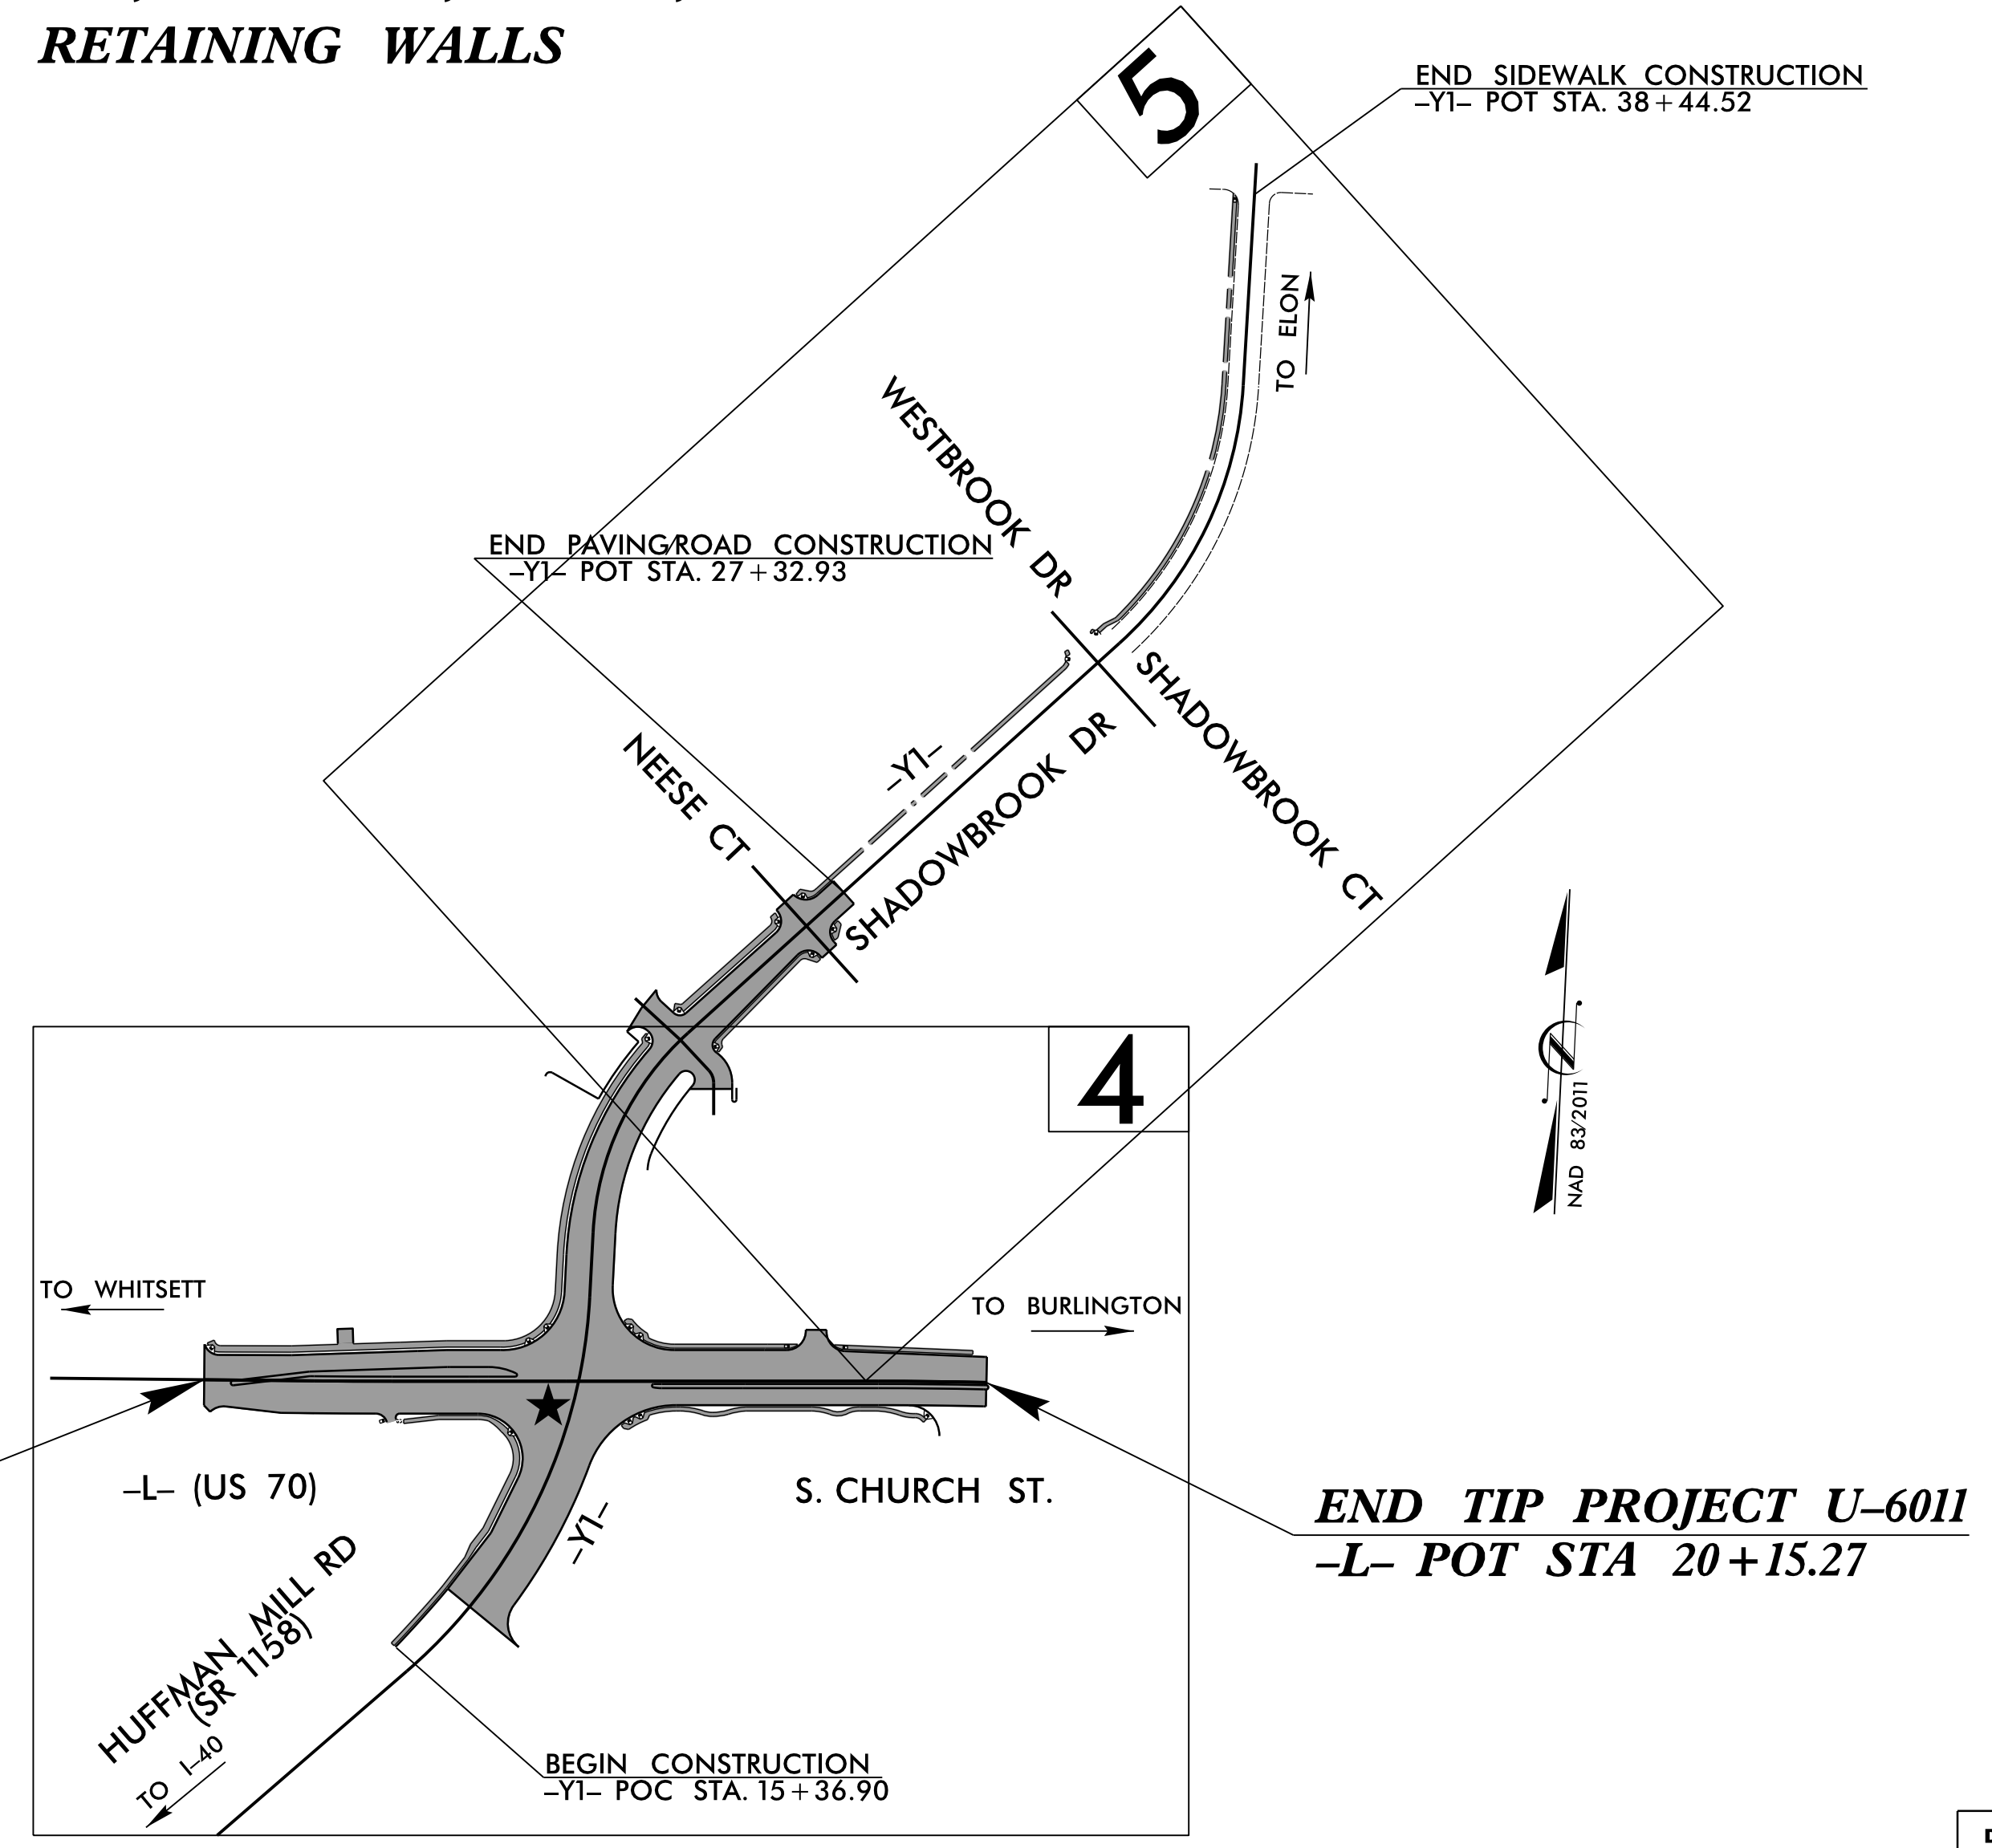 RETAINING WALLS
5
END SIDEWALK CONSTRUCTION
–Y1– POT STA. 38+44.52
TO ELON
WESTBROOK DR
END PAVING/ROAD CONSTRUCTION
–Y1– POT STA. 27+32.93
SHADOWBROOK CT
NEESE CT
–Y1–
SHADOWBROOK DR
4
NAD 83/2011
TO WHITSETT
TO BURLINGTON
–L– (US 70)
S. CHURCH ST.
–Y1–
END TIP PROJECT U–6011
–L– POT STA 20+15.27
HUFFMAN MILL RD
(SR 1158)
TO I–40
BEGIN CONSTRUCTION
–Y1– POC STA. 15+36.90